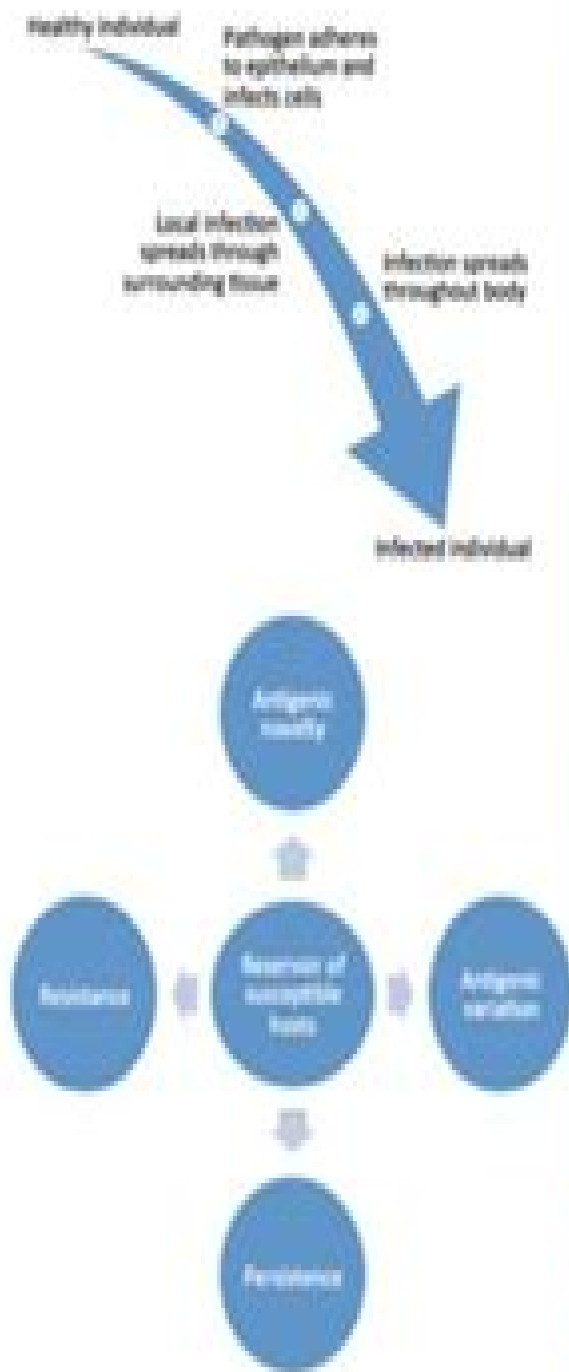 Healthy individual
Pathogen adheres
to epithelium and
infects cells
Local infection
spreads through
surrounding tissue
Infection spreads
throughout body
Infected individual
Antigenic
novelty
Resistance
Reservoir of
susceptible
hosts
Antigenic
variation
Persistence